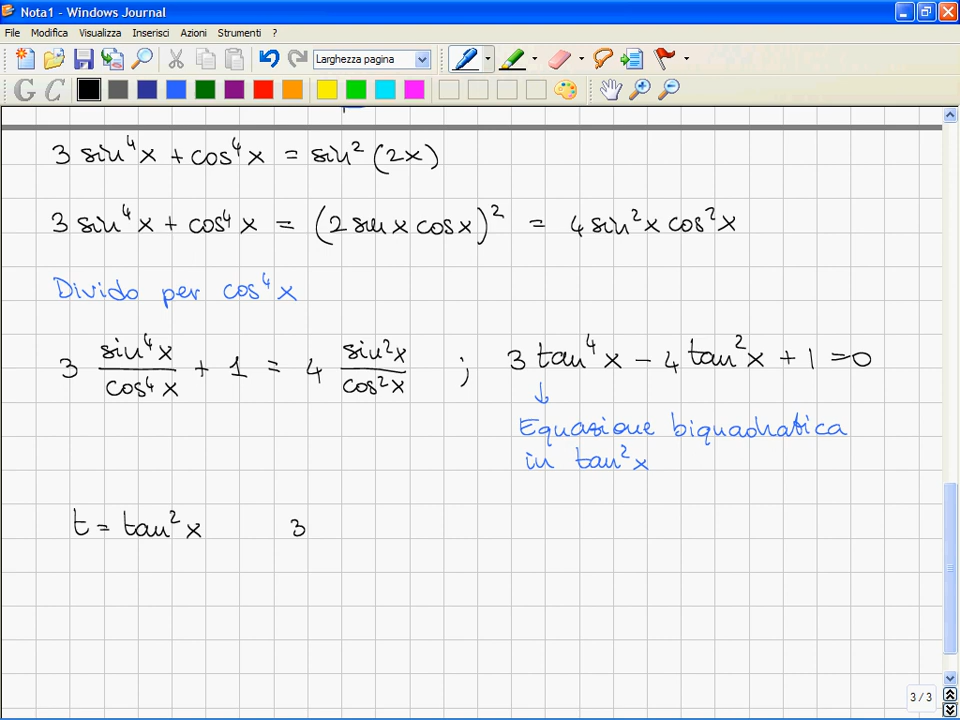 Nota1 - Windows Journal
File Modifica Visualizza Inserisci Azioni Strumenti ?
Larghezza pagina
G C
3 sin⁴x + cos⁴x = sin²(2x)
3 sin⁴x + cos⁴x = (2 sin x cos x)² = 4 sin²x cos²x
Divido per cos⁴x
3 sin⁴x/cos⁴x + 1 = 4 sin²x/cos²x ; 3 tan⁴x - 4 tan²x + 1 = 0
↓
Equazione biquadratica
in tan²x
t = tan²x 3
3 / 3